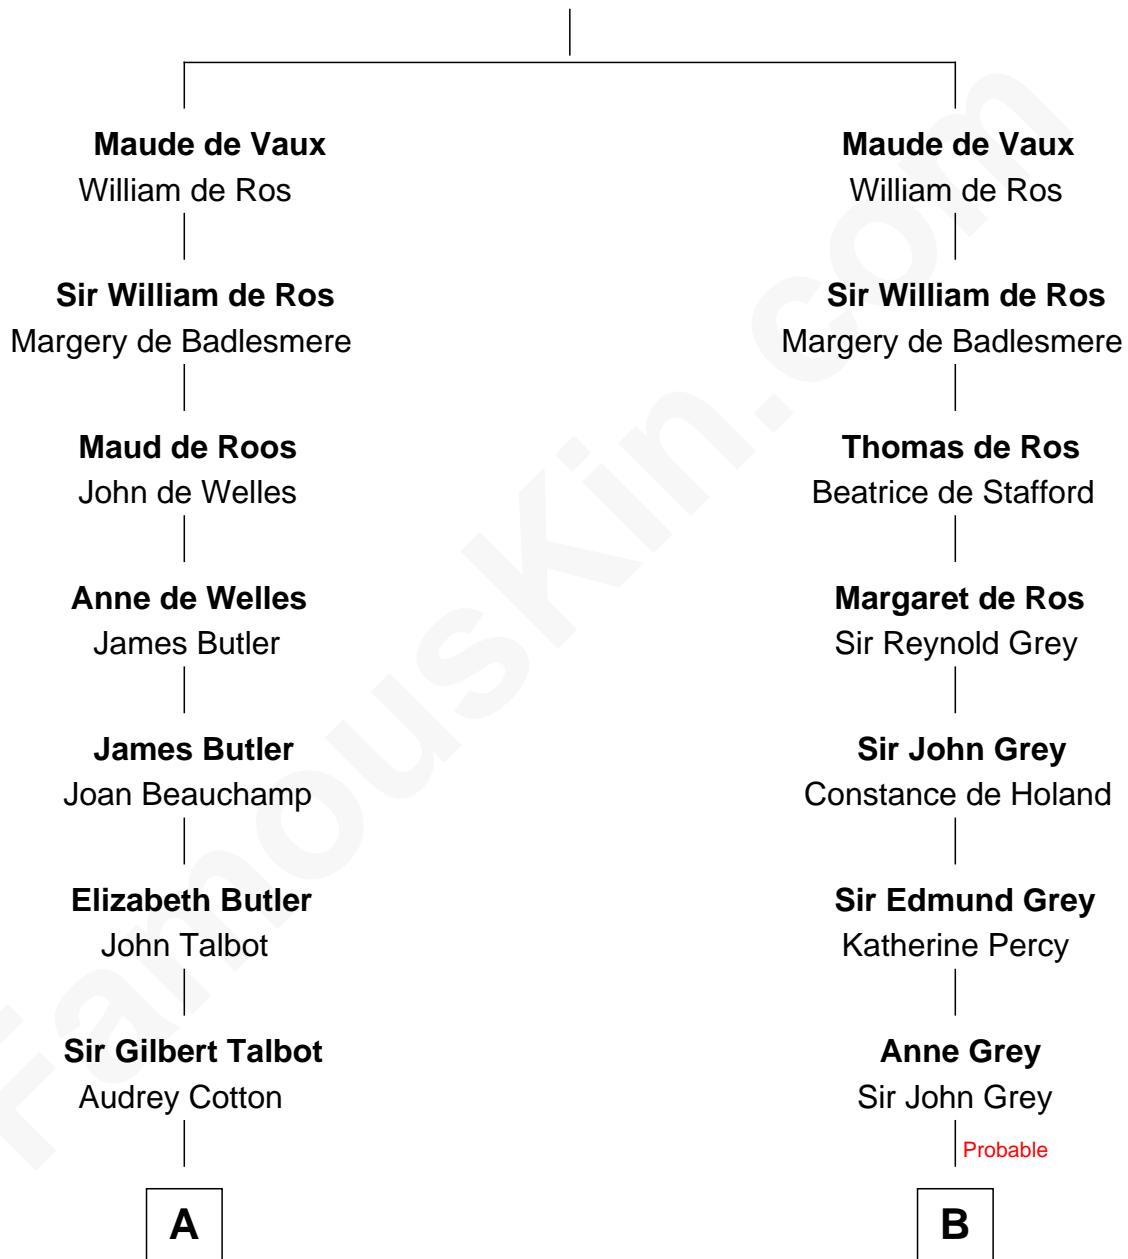 Maude de Vaux
William de Ros
Sir William de Ros
Margery de Badlesmere
Maud de Roos
John de Welles
Anne de Welles
James Butler
James Butler
Joan Beauchamp
Elizabeth Butler
John Talbot
Sir Gilbert Talbot
Audrey Cotton
A
Maude de Vaux
William de Ros
Sir William de Ros
Margery de Badlesmere
Thomas de Ros
Beatrice de Stafford
Margaret de Ros
Sir Reynold Grey
Sir John Grey
Constance de Holand
Sir Edmund Grey
Katherine Percy
Anne Grey
Sir John Grey
Probable
B
FamousKin.com